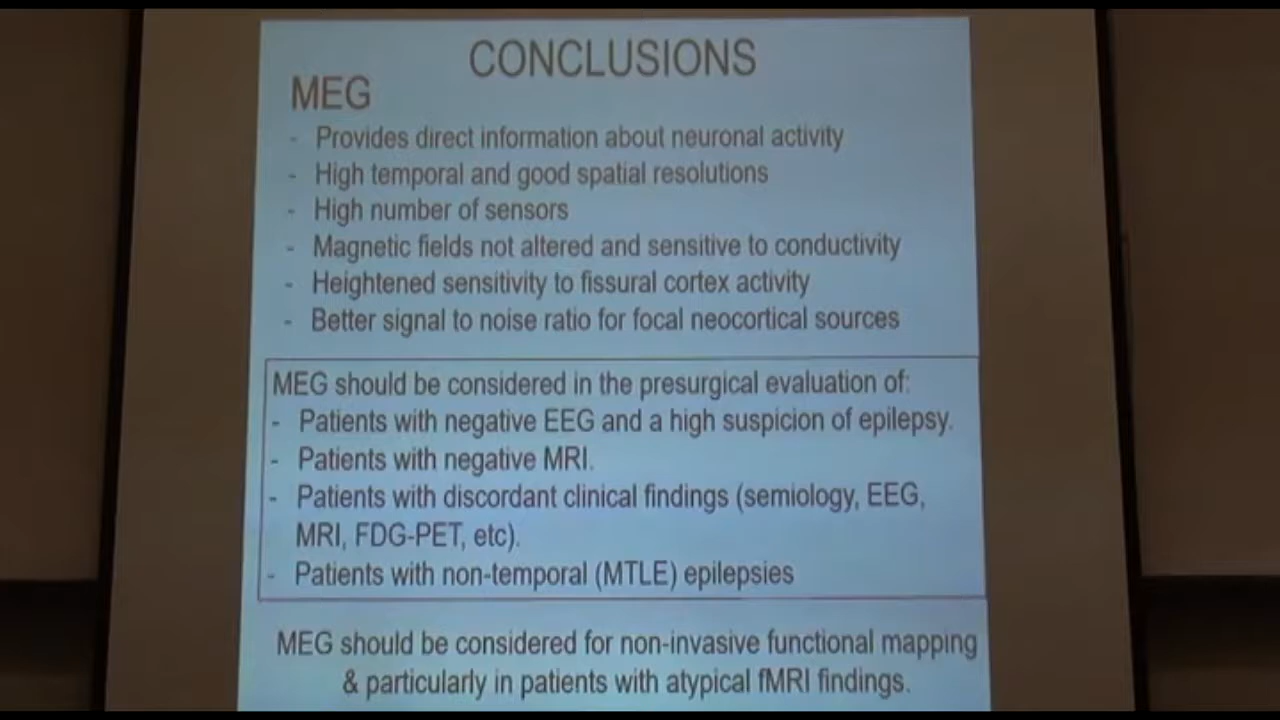 CONCLUSIONS
MEG
- Provides direct information about neuronal activity
- High temporal and good spatial resolutions
- High number of sensors
- Magnetic fields not altered and sensitive to conductivity
- Heightened sensitivity to fissural cortex activity
- Better signal to noise ratio for focal neocortical sources
MEG should be considered in the presurgical evaluation of:
- Patients with negative EEG and a high suspicion of epilepsy.
- Patients with negative MRI.
- Patients with discordant clinical findings (semiology, EEG,
MRI, FDG-PET, etc).
- Patients with non-temporal (MTLE) epilepsies
MEG should be considered for non-invasive functional mapping
& particularly in patients with atypical fMRI findings.